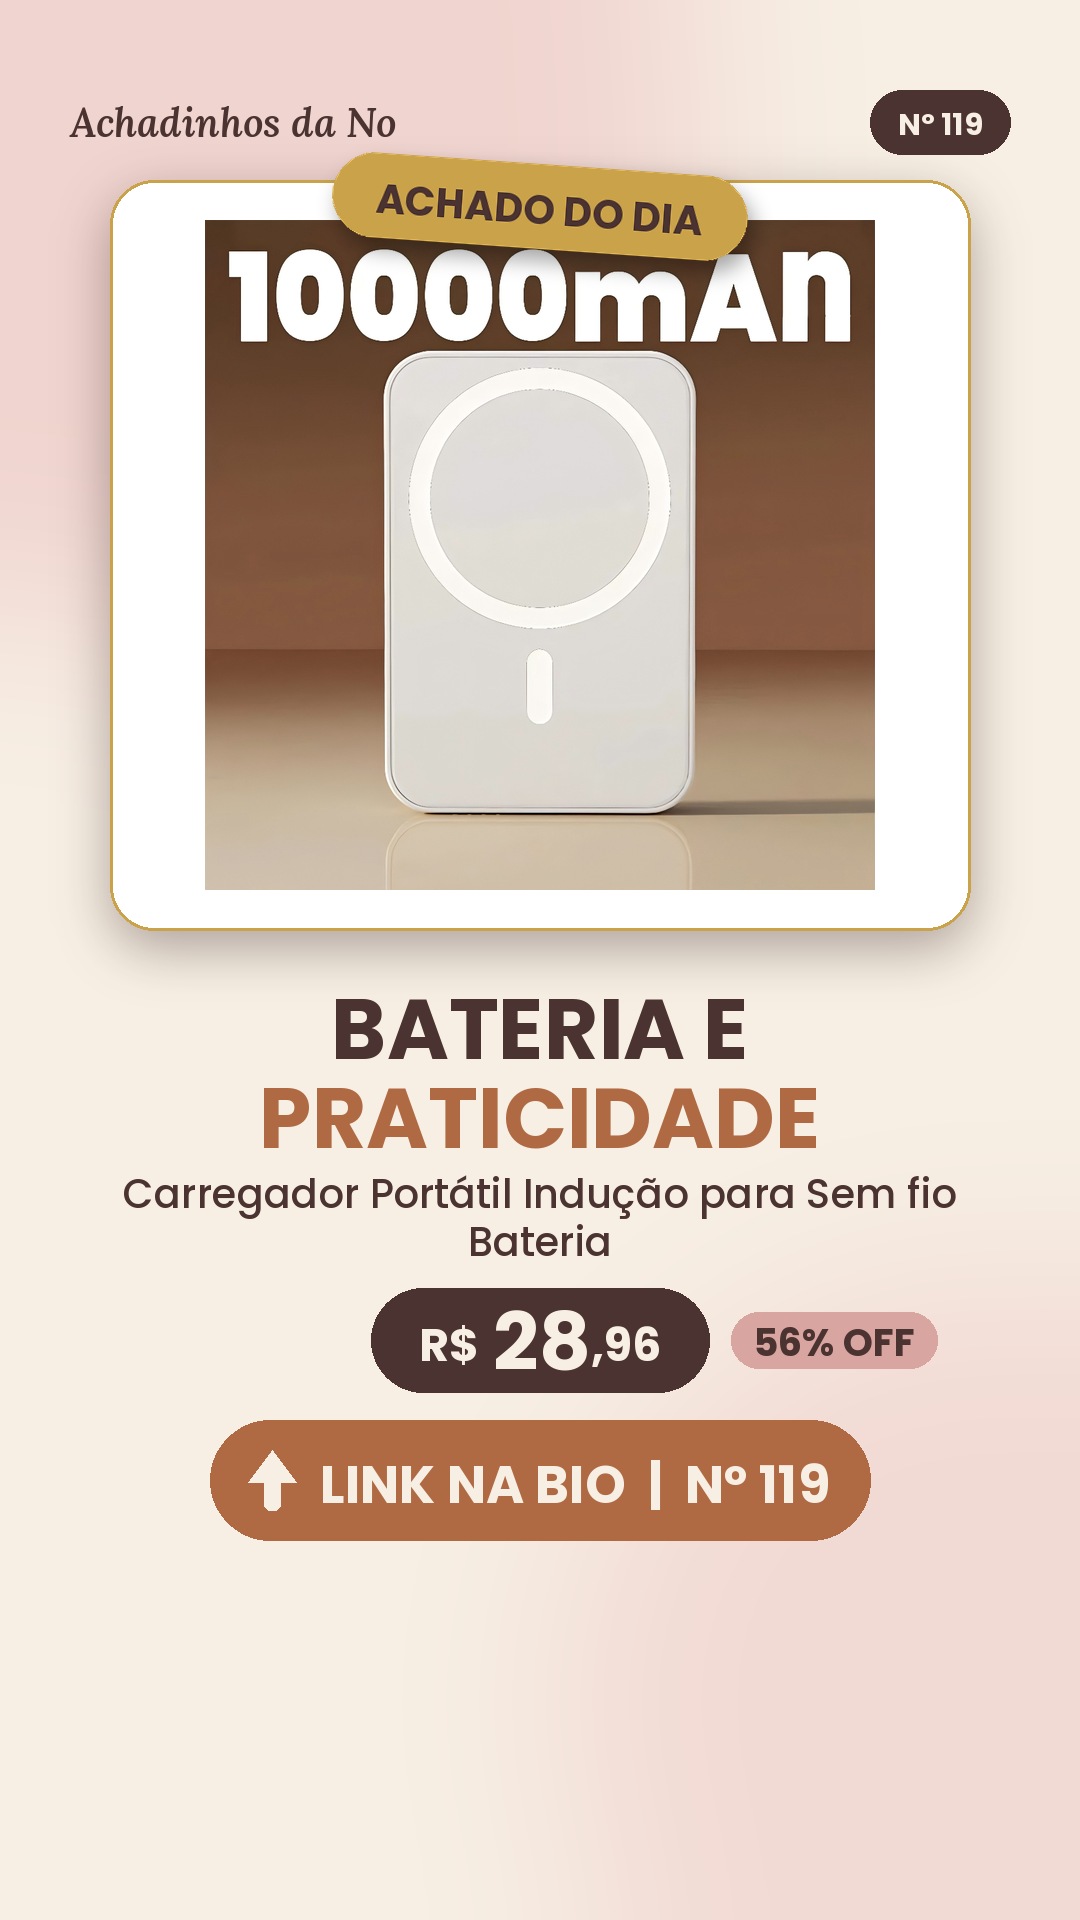 Achadinhos da No
Nº 119
ACHADO DO DIA
10000mAh
BATERIA E
PRATICIDADE
Carregador Portátil Indução para Sem fio
Bateria
R$ 28,96
56% OFF
LINK NA BIO | Nº 119